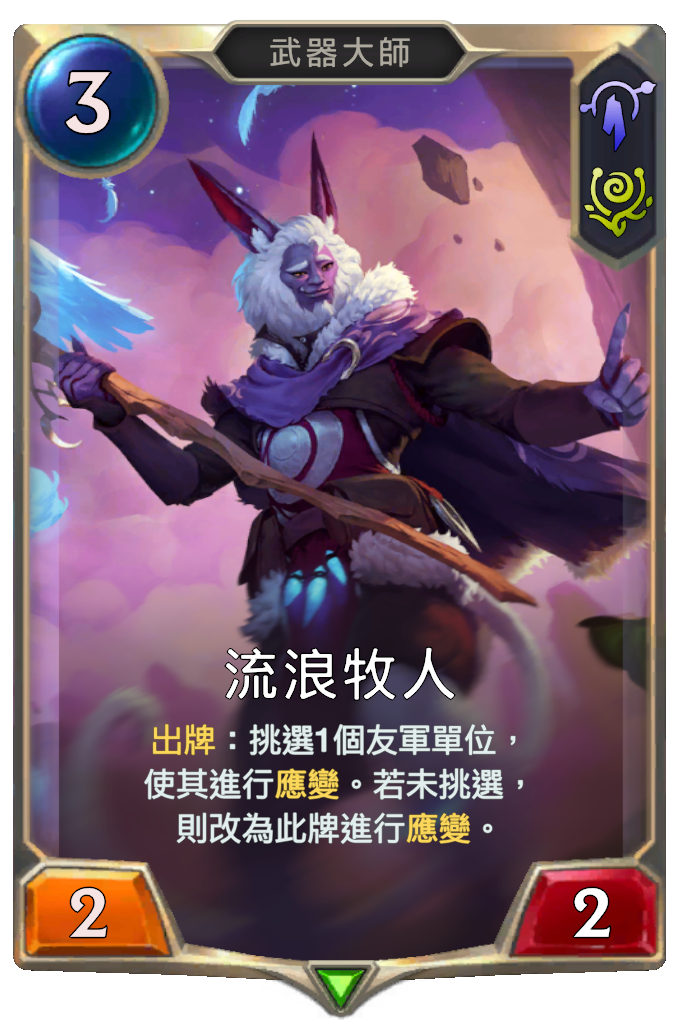 武器大師
3
流浪牧人
出牌：挑選1個友軍單位，
使其進行應變。若未挑選，
則改為此牌進行應變。
2
2